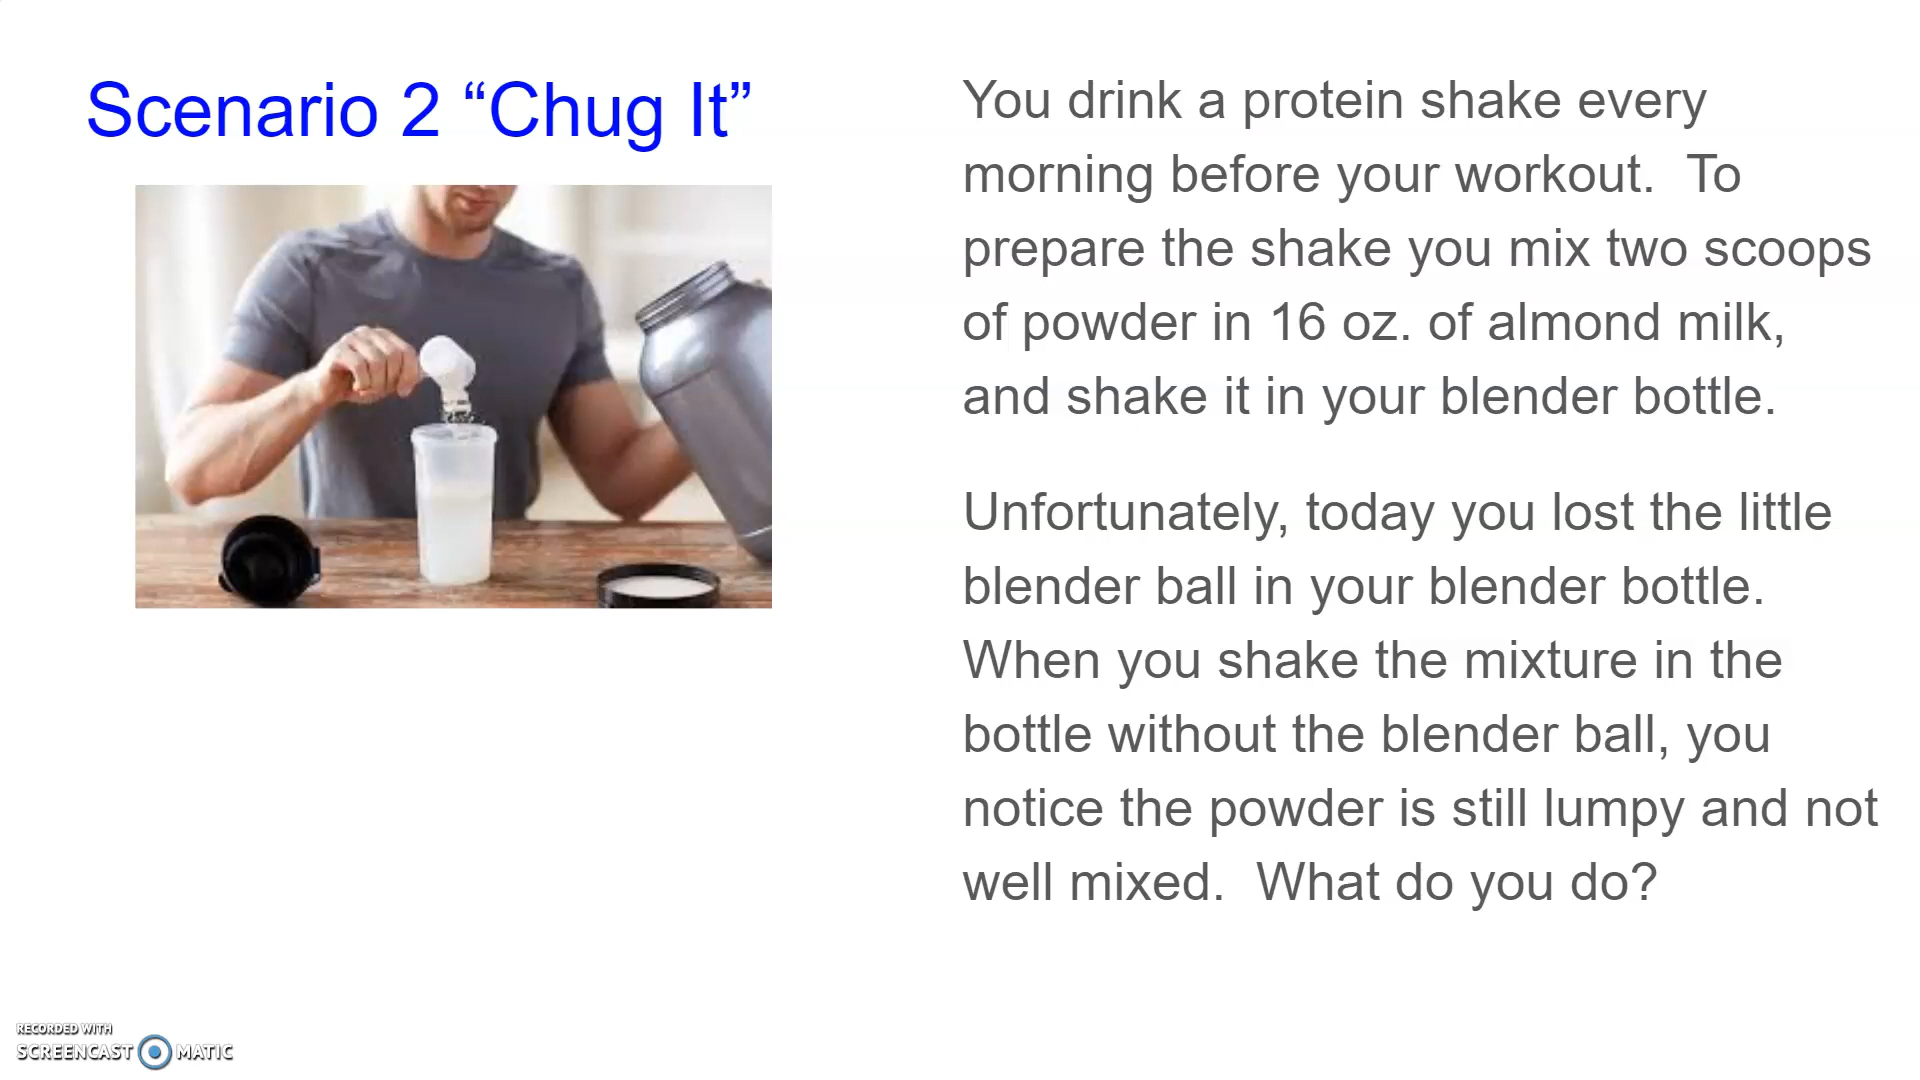 Scenario 2 “Chug It”
You drink a protein shake every
morning before your workout.  To
prepare the shake you mix two scoops
of powder in 16 oz. of almond milk,
and shake it in your blender bottle.
Unfortunately, today you lost the little
blender ball in your blender bottle.
When you shake the mixture in the
bottle without the blender ball, you
notice the powder is still lumpy and not
well mixed.  What do you do?
RECORDED WITH
SCREENCAST MATIC